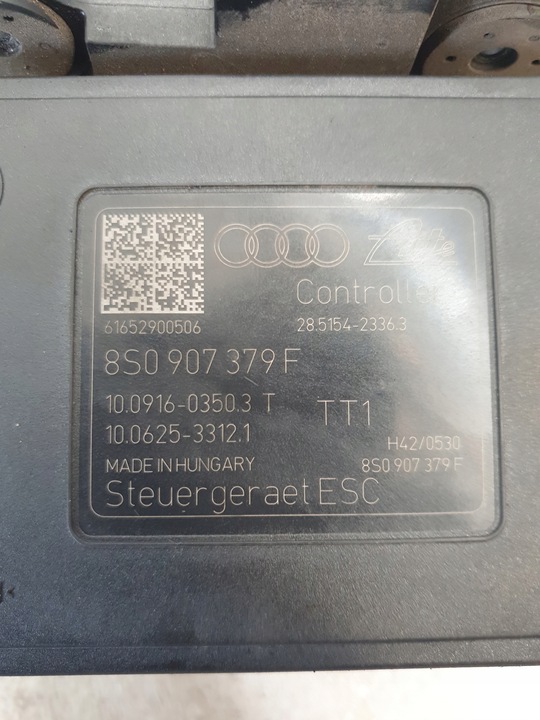 Ate
Controller
61652900506
28.5154-2336.3
8S0 907 379 F
10.0916-0350.3 T
TT1
10.0625-3312.1
H42/0530
MADE IN HUNGARY
8S0 907 379 F
Steuergeraet ESC